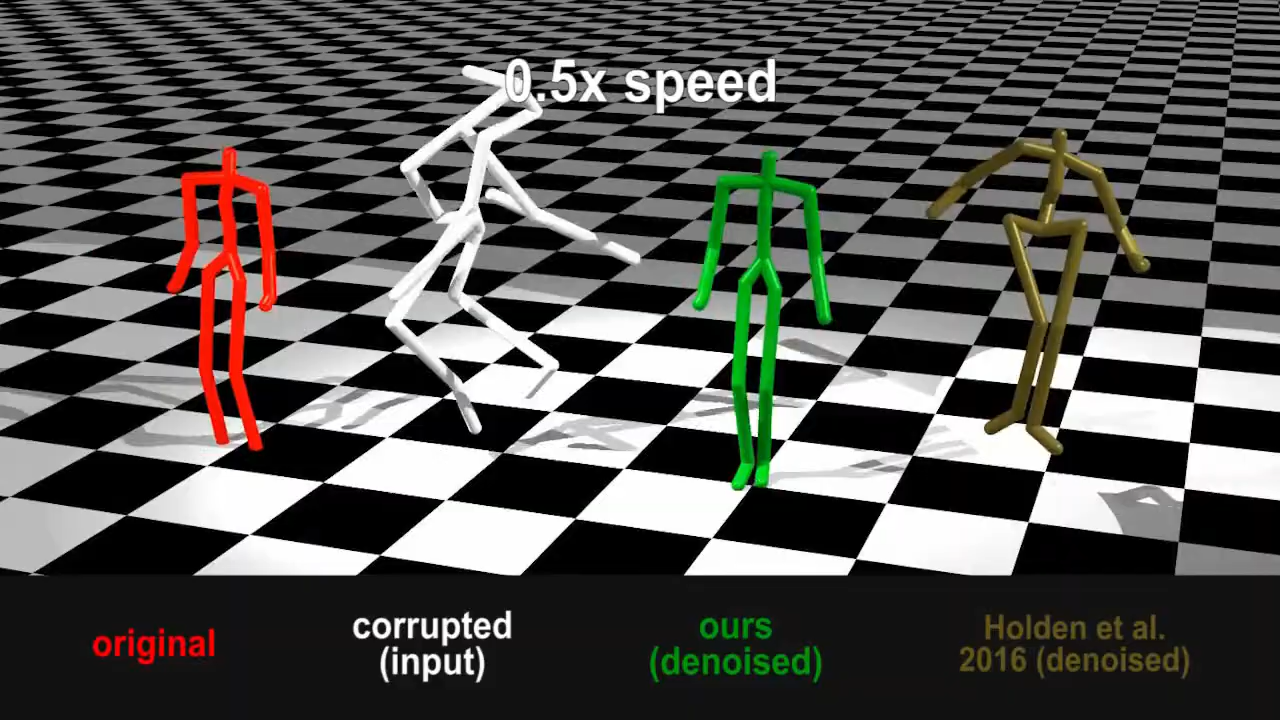 0.5x speed
original
corrupted
(input)
ours
(denoised)
Holden et al.
2016 (denoised)